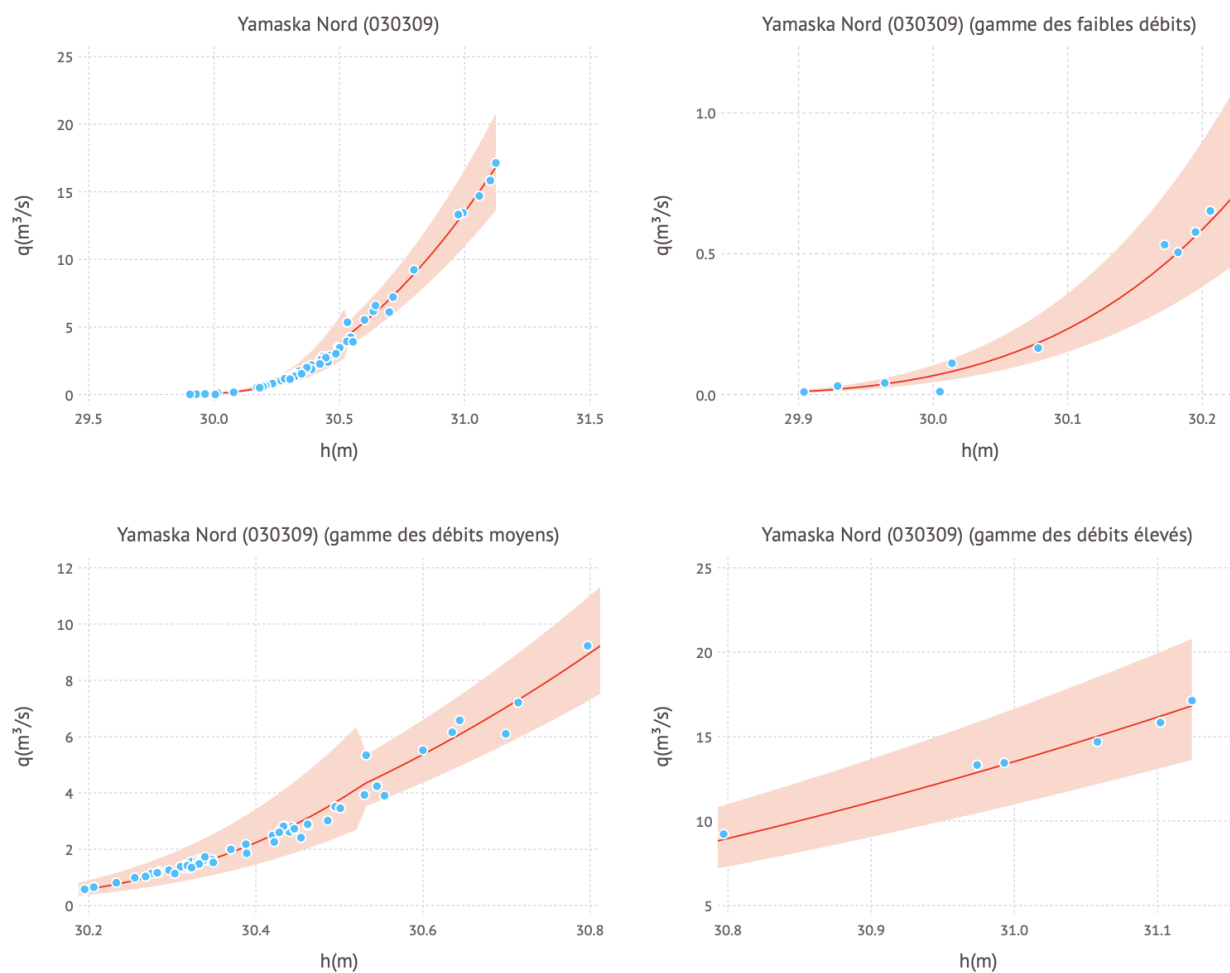 Yamaska Nord (030309)
25
20
15
10
5
0
29.5 30.0 30.5 31.0 31.5
q(m³/s)
h(m)
Yamaska Nord (030309) (gamme des faibles débits)
1.0
0.5
0.0
29.9 30.0 30.1 30.2
q(m³/s)
h(m)
Yamaska Nord (030309) (gamme des débits moyens)
12
10
8
6
4
2
0
30.2 30.4 30.6 30.8
q(m³/s)
h(m)
Yamaska Nord (030309) (gamme des débits élevés)
25
20
15
10
5
30.8 30.9 31.0 31.1
q(m³/s)
h(m)